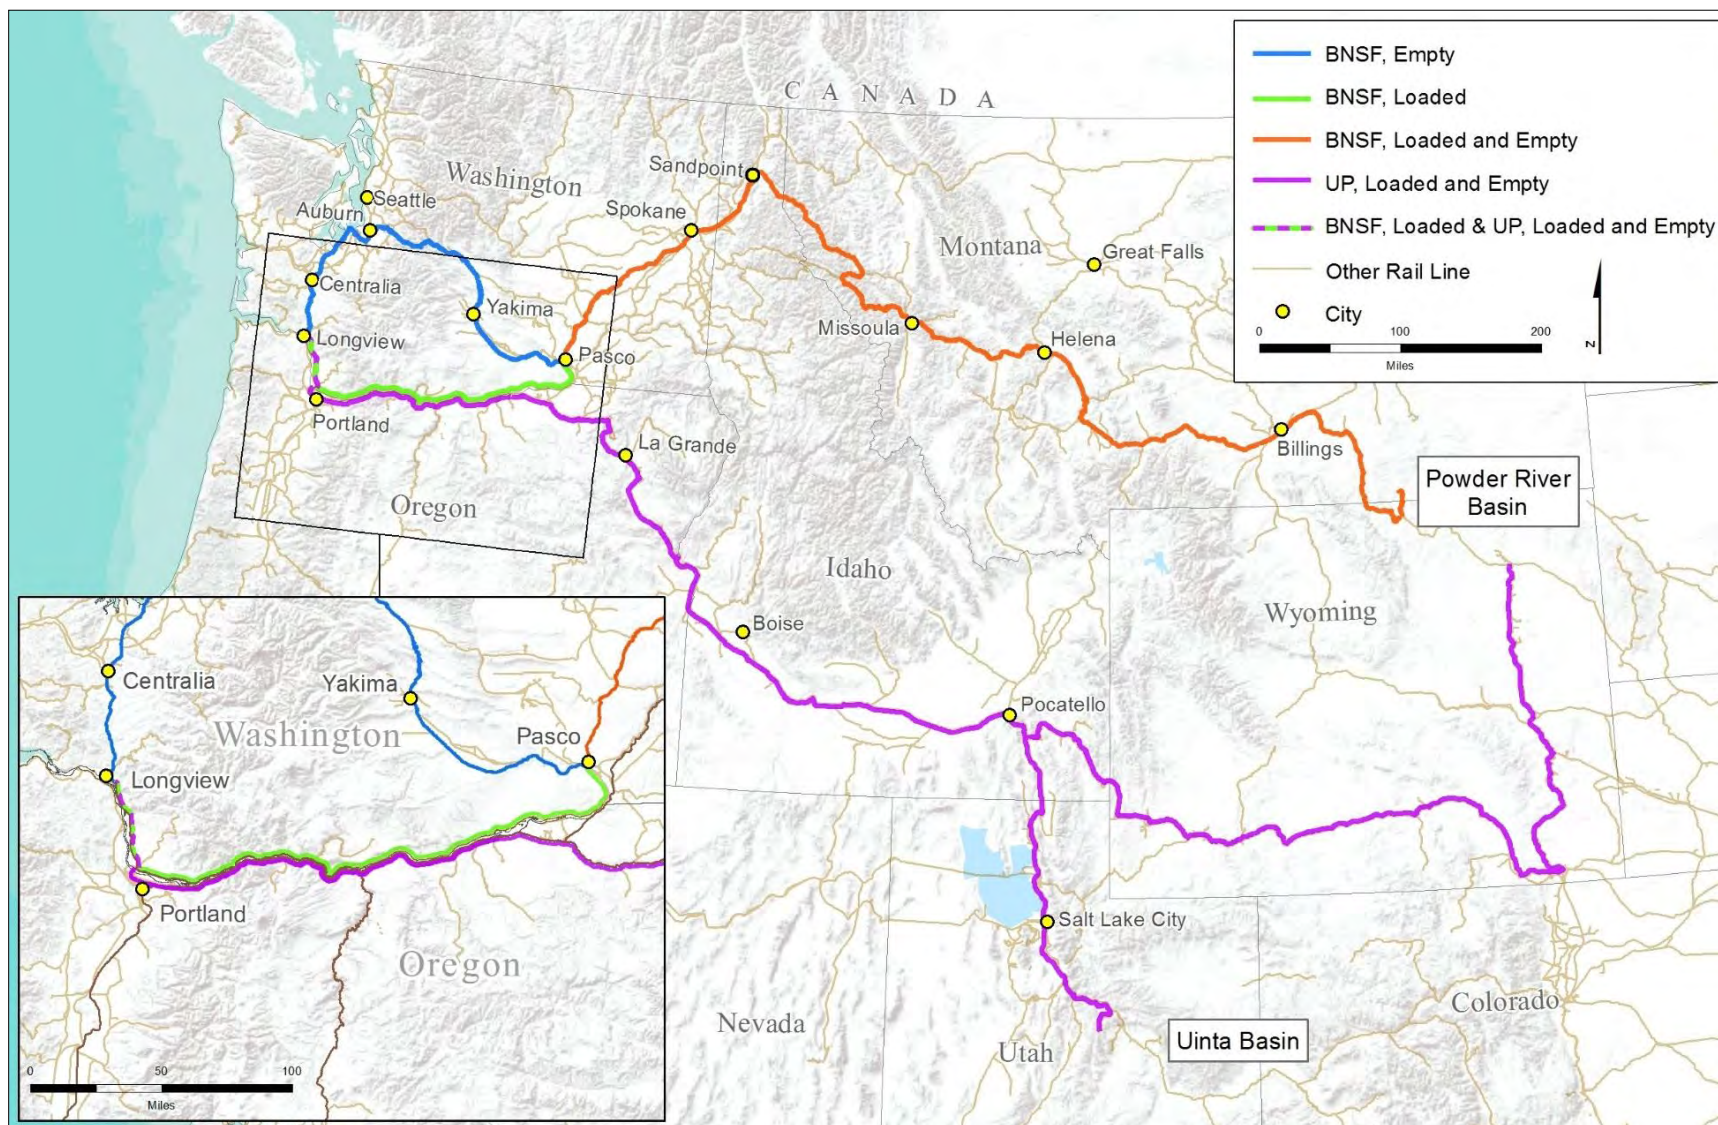 BNSF, Empty
BNSF, Loaded
BNSF, Loaded and Empty
UP, Loaded and Empty
BNSF, Loaded & UP, Loaded and Empty
Other Rail Line
City
0 100 200
Miles
N
CANADA
Washington
Sandpoint
Seattle
Auburn
Spokane
Montana
Great Falls
Centralia
Yakima
Missoula
Longview
Helena
Pasco
Portland
La Grande
Billings
Powder River
Basin
Oregon
Idaho
Wyoming
Boise
Pocatello
Salt Lake City
Nevada
Utah
Uinta Basin
Colorado
Centralia
Yakima
Washington
Pasco
Longview
Portland
Oregon
0 50 100
Miles